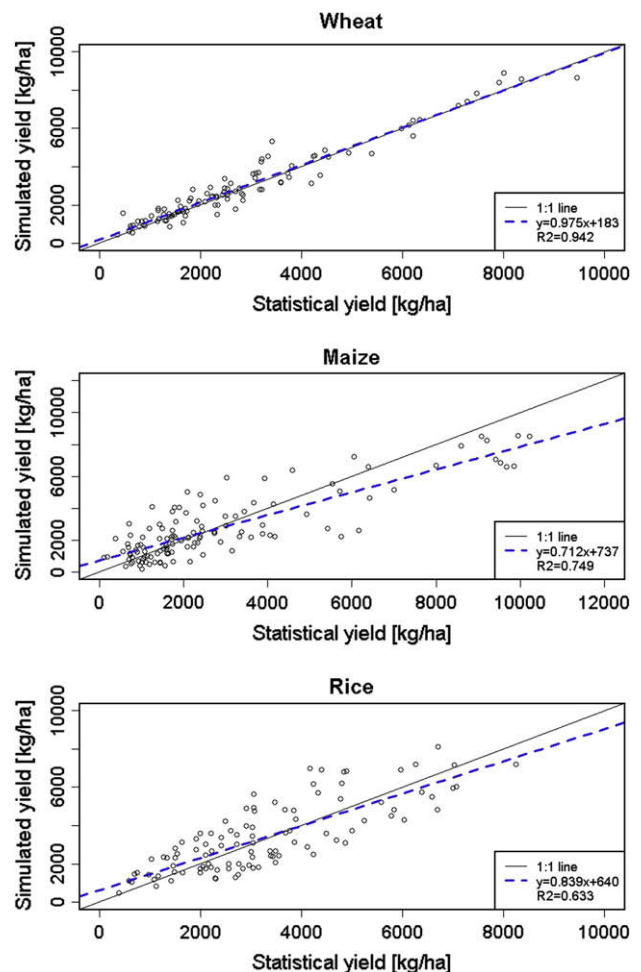 Wheat
10000
6000
2000
0
Simulated yield [kg/ha]
1:1 line
y=0.975x+183
R2=0.942
0 2000 4000 6000 8000 10000
Statistical yield [kg/ha]
Maize
10000
6000
2000
0
Simulated yield [kg/ha]
1:1 line
y=0.712x+737
R2=0.749
0 2000 4000 6000 8000 10000 12000
Statistical yield [kg/ha]
Rice
10000
6000
2000
0
Simulated yield [kg/ha]
1:1 line
y=0.839x+640
R2=0.633
0 2000 4000 6000 8000 10000
Statistical yield [kg/ha]